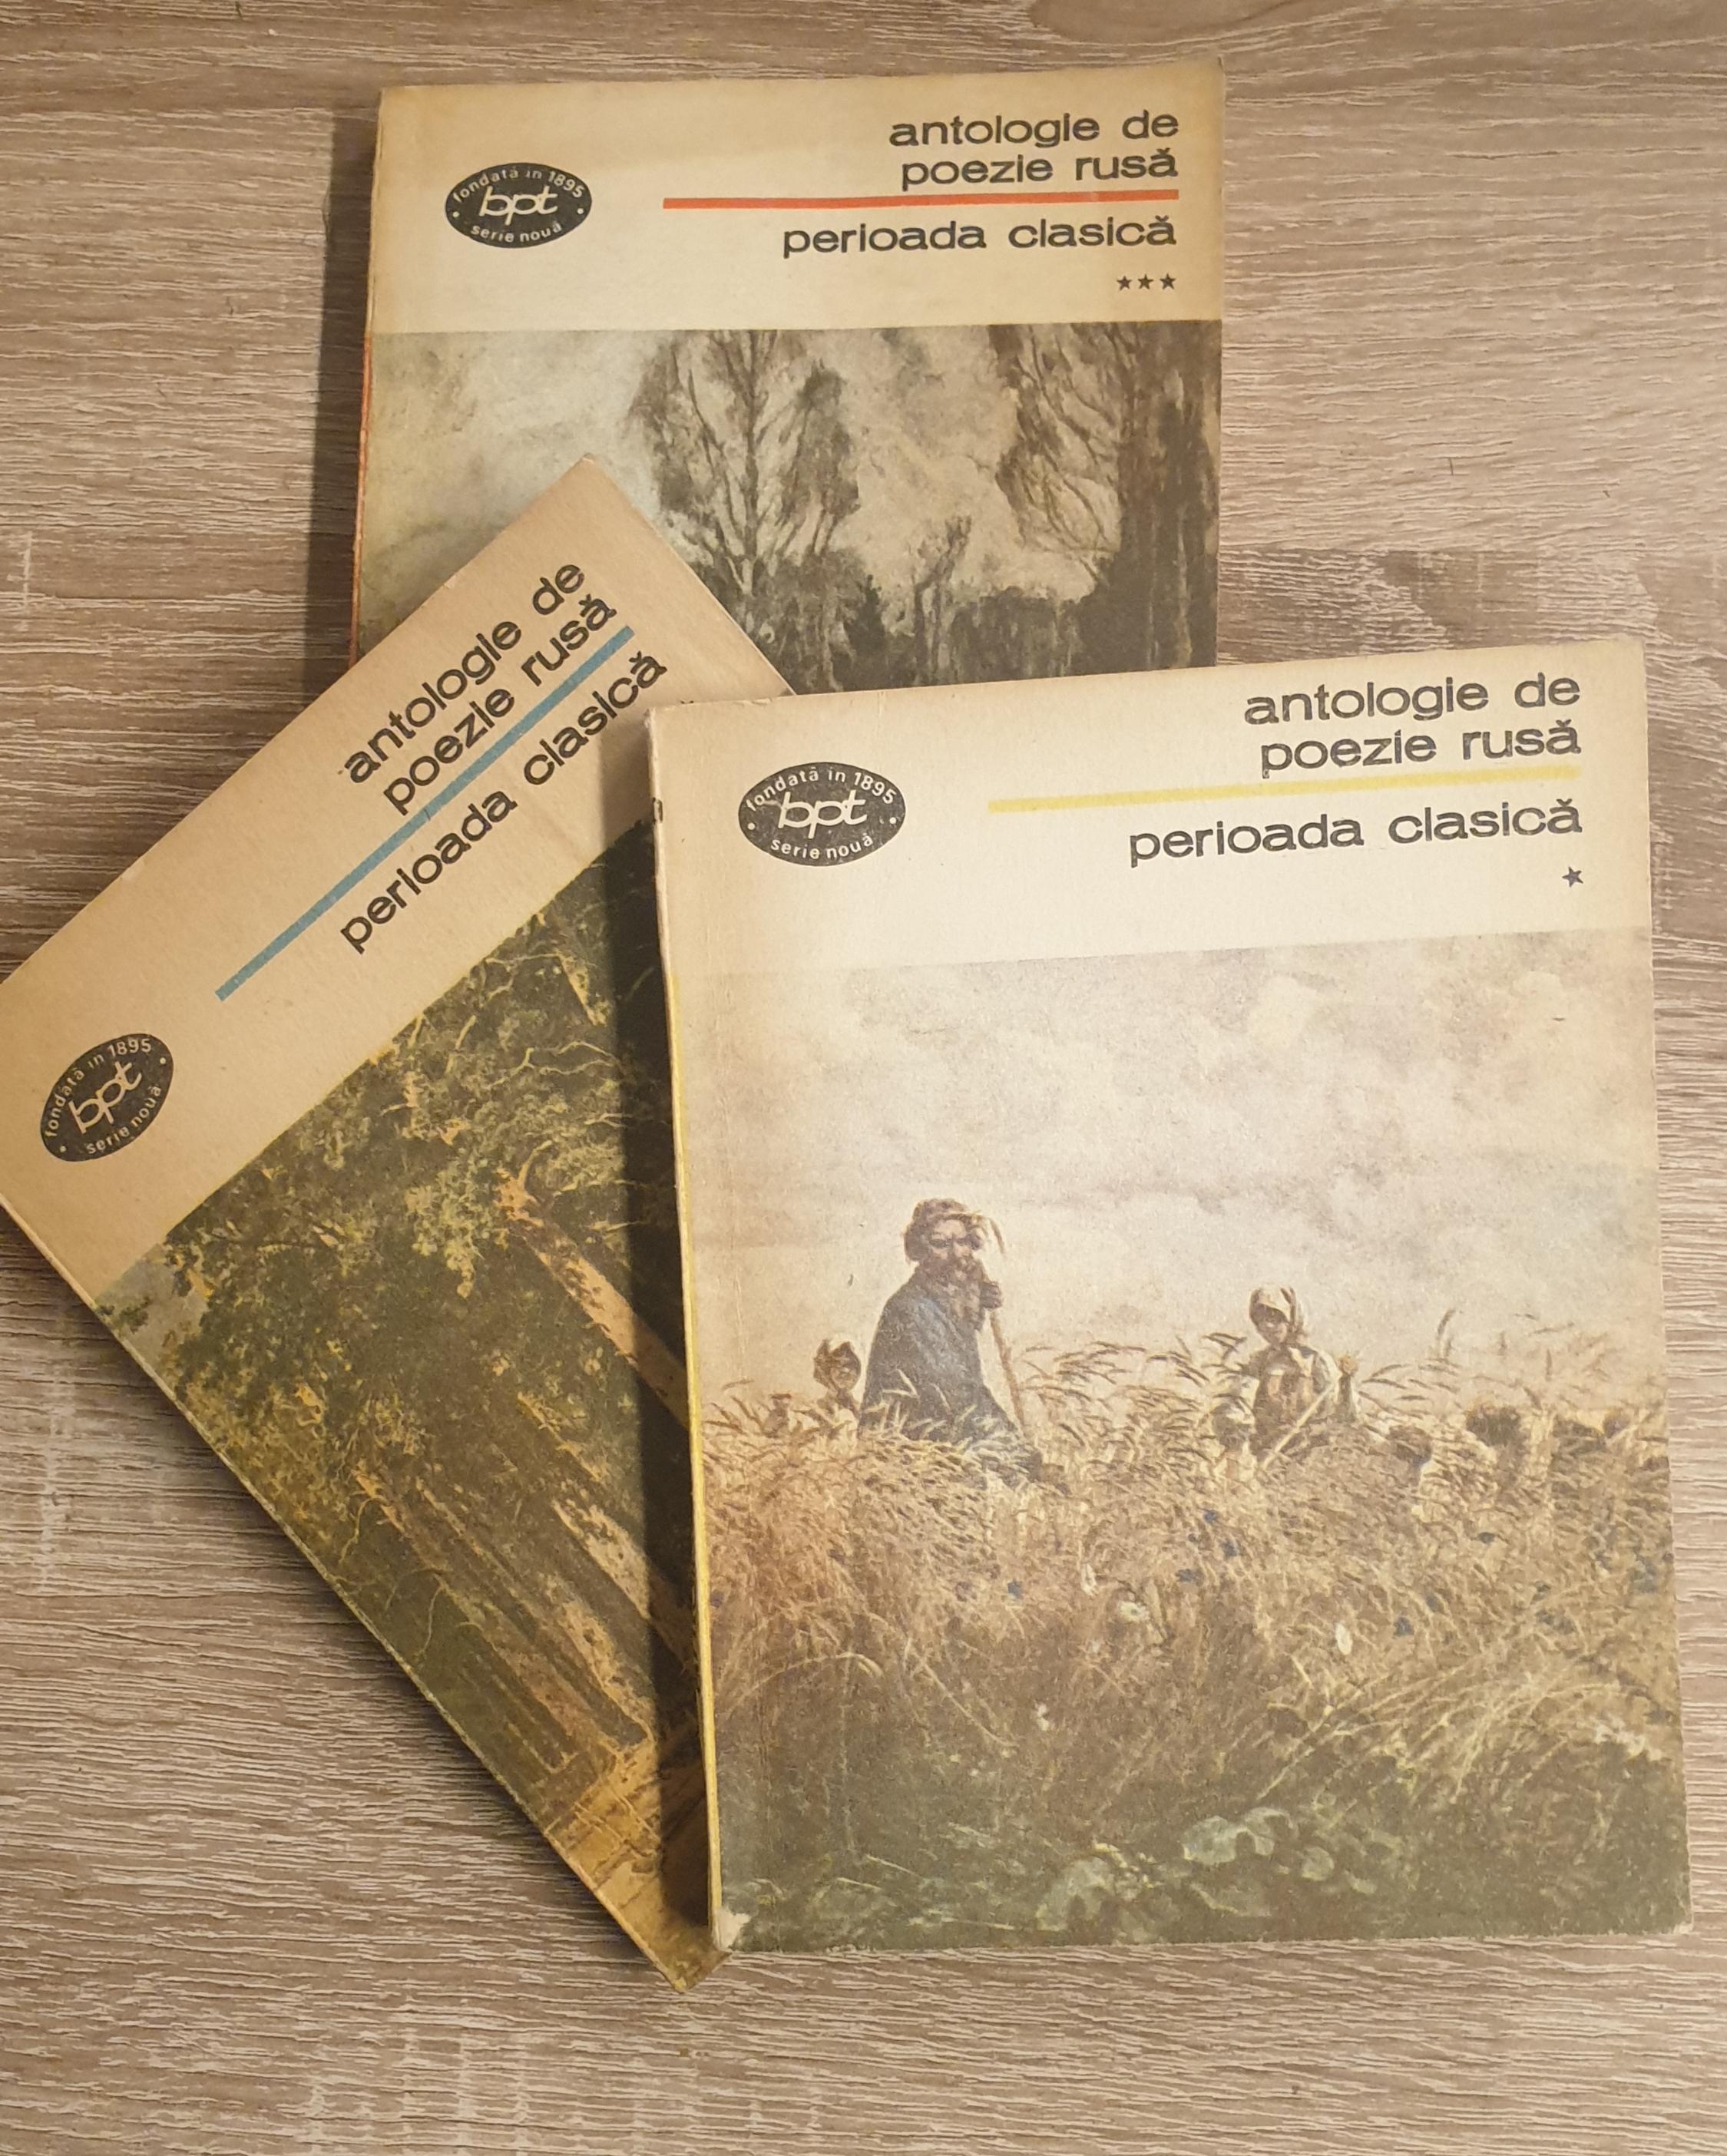 antologie de
poezie rusă
perioada clasică
***
fondată în 1895
bpt
serie nouă
antologie de
poezie rusă
perioada clasică
fondată în 1895
bpt
serie nouă
antologie de
poezie rusă
perioada clasică
*
fondată în 1895
bpt
serie nouă